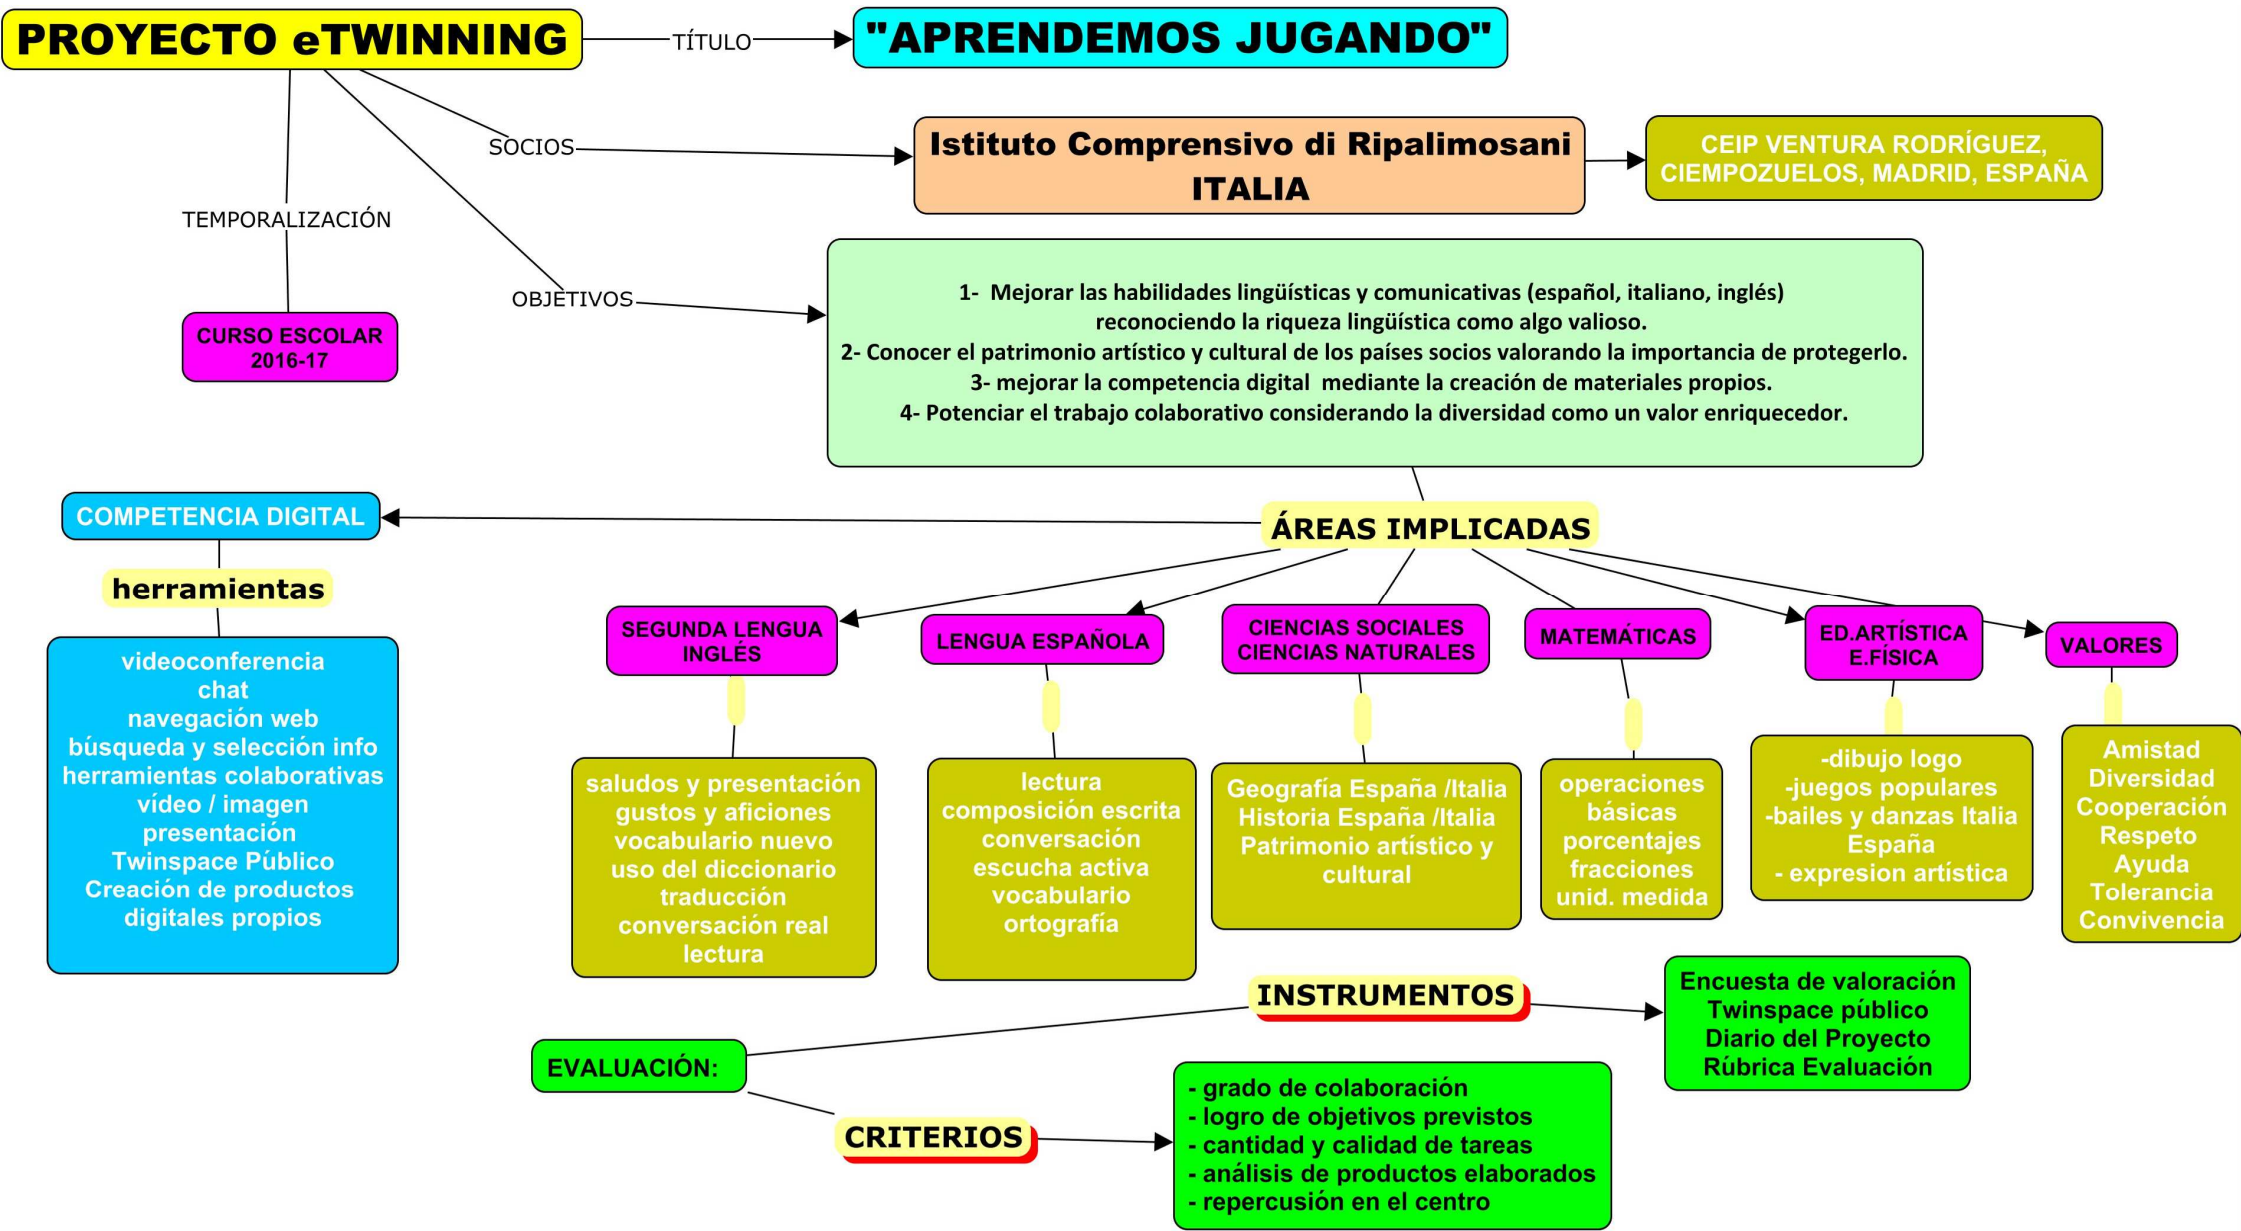 PROYECTO eTWINNING
TÍTULO
"APRENDEMOS JUGANDO"
SOCIOS
Istituto Comprensivo di Ripalimosani
ITALIA
CEIP VENTURA RODRÍGUEZ,
CIEMPOZUELOS, MADRID, ESPAÑA
TEMPORALIZACIÓN
CURSO ESCOLAR
2016-17
OBJETIVOS
1- Mejorar las habilidades lingüísticas y comunicativas (español, italiano, inglés)
reconociendo la riqueza lingüística como algo valioso.
2- Conocer el patrimonio artístico y cultural de los países socios valorando la importancia de protegerlo.
3- mejorar la competencia digital mediante la creación de materiales propios.
4- Potenciar el trabajo colaborativo considerando la diversidad como un valor enriquecedor.
ÁREAS IMPLICADAS
COMPETENCIA DIGITAL
herramientas
videoconferencia
chat
navegación web
búsqueda y selección info
herramientas colaborativas
vídeo / imagen
presentación
Twinspace Público
Creación de productos
digitales propios
SEGUNDA LENGUA
INGLÉS
saludos y presentación
gustos y aficiones
vocabulario nuevo
uso del diccionario
traducción
conversación real
lectura
LENGUA ESPAÑOLA
lectura
composición escrita
conversación
escucha activa
vocabulario
ortografía
CIENCIAS SOCIALES
CIENCIAS NATURALES
Geografía España /Italia
Historia España /Italia
Patrimonio artístico y
cultural
MATEMÁTICAS
operaciones
básicas
porcentajes
fracciones
unid. medida
ED.ARTÍSTICA
E.FÍSICA
-dibujo logo
-juegos populares
-bailes y danzas Italia
España
- expresion artística
VALORES
Amistad
Diversidad
Cooperación
Respeto
Ayuda
Tolerancia
Convivencia
EVALUACIÓN:
INSTRUMENTOS
Encuesta de valoración
Twinspace público
Diario del Proyecto
Rúbrica Evaluación
CRITERIOS
- grado de colaboración
- logro de objetivos previstos
- cantidad y calidad de tareas
- análisis de productos elaborados
- repercusión en el centro